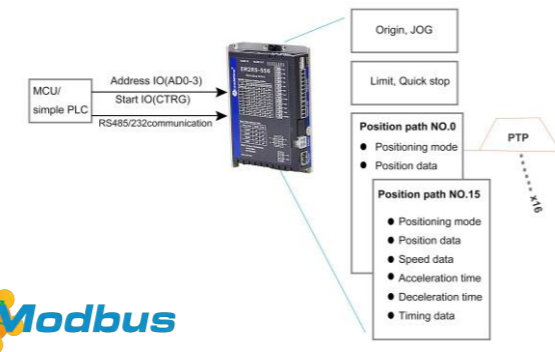 Origin, JOG
Limit, Quick stop
MCU/
simple PLC
Address IO(AD0-3)
Start IO(CTRG)
RS485/232communication
EM2RS-556
Position path NO.0
Positioning mode
Position data
PTP
x16
Position path NO.15
Positioning mode
Position data
Speed data
Acceleration time
Deceleration time
Timing data
Modbus